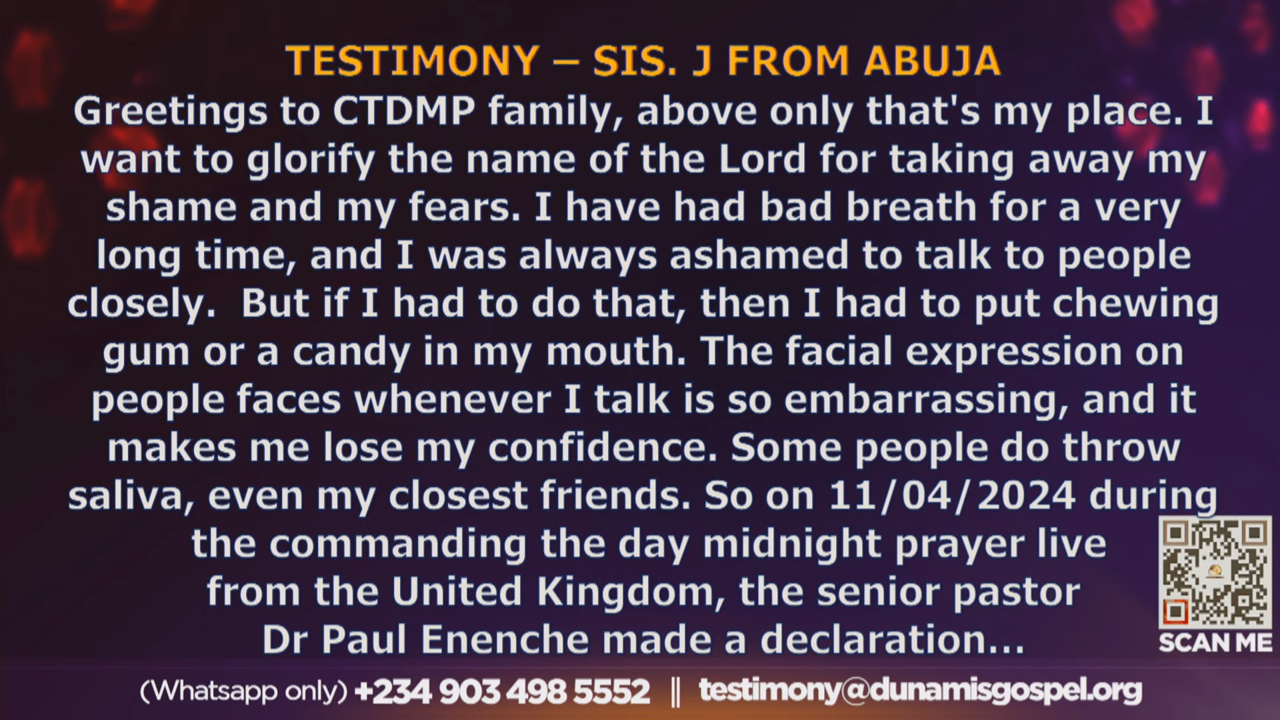 TESTIMONY – SIS. J FROM ABUJA
Greetings to CTDMP family, above only that's my place. I
want to glorify the name of the Lord for taking away my
shame and my fears. I have had bad breath for a very
long time, and I was always ashamed to talk to people
closely.  But if I had to do that, then I had to put chewing
gum or a candy in my mouth. The facial expression on
people faces whenever I talk is so embarrassing, and it
makes me lose my confidence. Some people do throw
saliva, even my closest friends. So on 11/04/2024 during
the commanding the day midnight prayer live
from the United Kingdom, the senior pastor
Dr Paul Enenche made a declaration...
SCAN ME
(Whatsapp only) +234 903 498 5552 || testimony@dunamisgospel.org